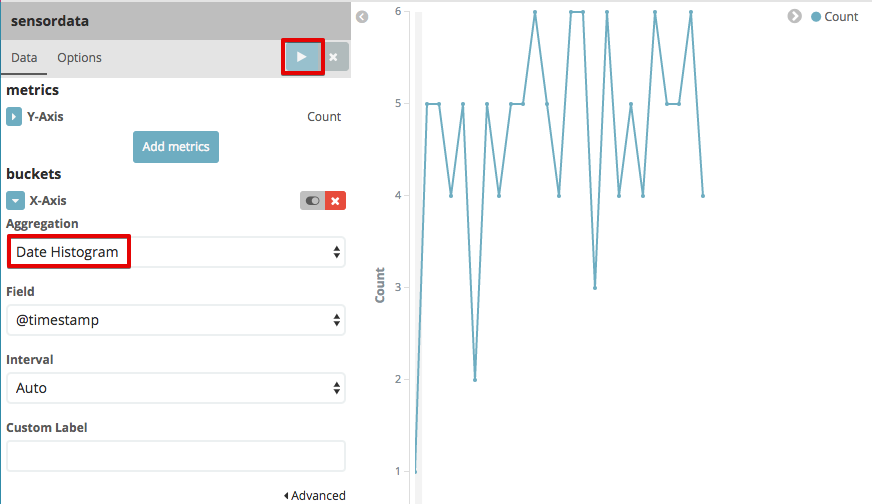 sensordata
Data Options
metrics
Y-Axis Count
Add metrics
buckets
X-Axis
Aggregation
Date Histogram
Field
@timestamp
Interval
Auto
Custom Label
Advanced
Count
6
5
4
3
2
1
Count